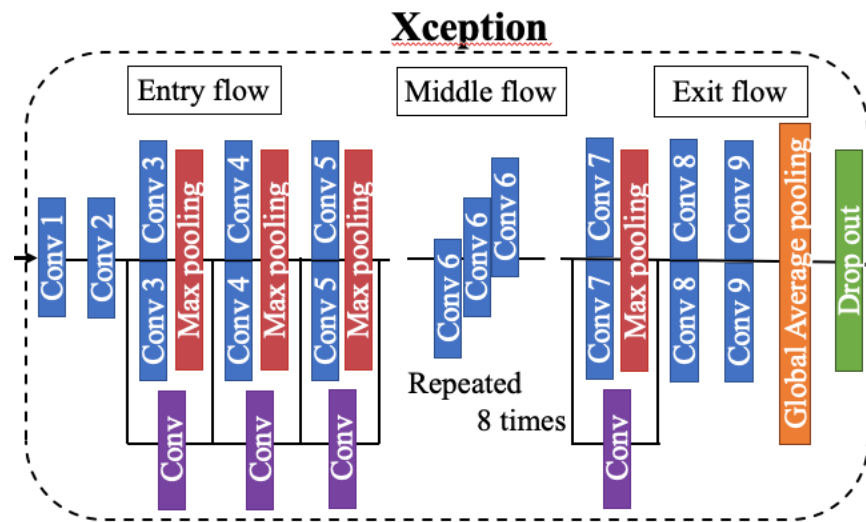 Xception
Entry flow
Middle flow
Exit flow
Conv 1
Conv 2
Conv 3
Conv 3
Max pooling
Conv 4
Conv 4
Max pooling
Conv 5
Conv 5
Max pooling
Conv
Conv
Conv
Conv 6
Conv 6
Conv 6
Repeated
8 times
Conv 7
Conv 7
Max pooling
Conv
Conv 8
Conv 8
Conv 9
Conv 9
Global Average pooling
Drop out